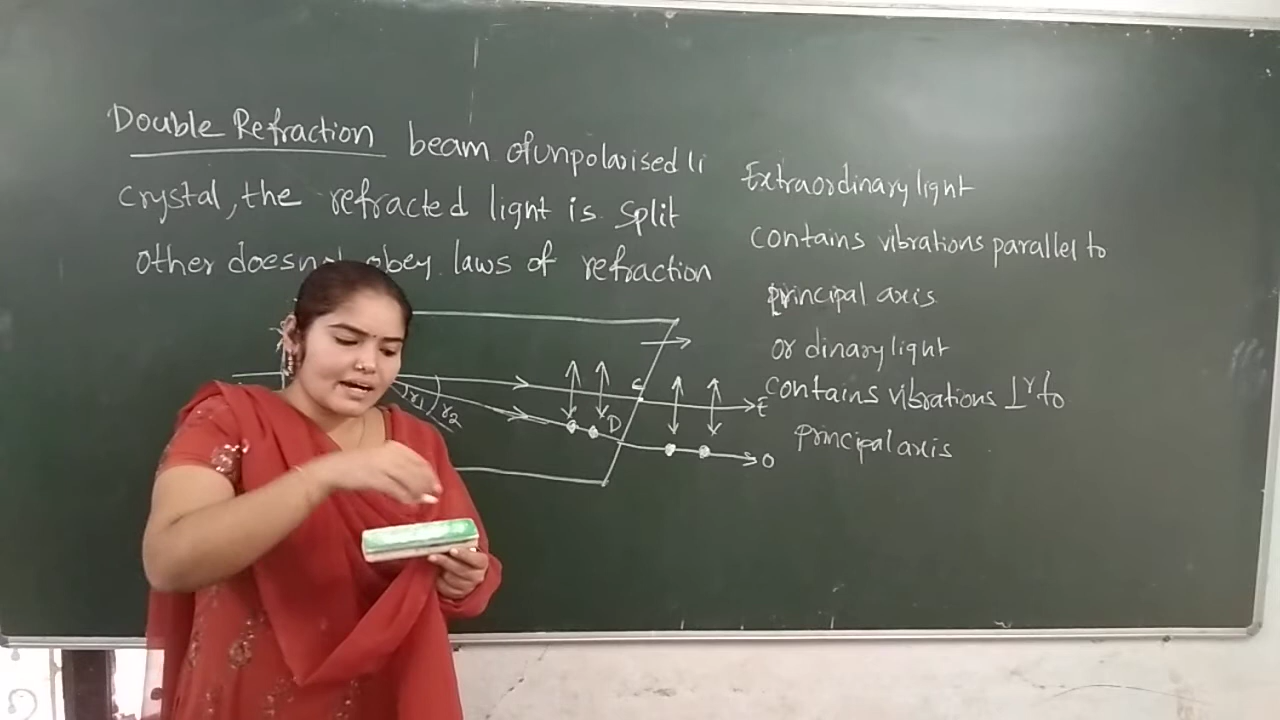 Double Refraction beam of unpolarised li
crystal, the refracted light is split
other does obey laws of refraction
Extraordinary light
contains vibrations parallel to
principal axis
ordinary light
contains vibrations ⊥r to
principal axis
C
E
r1
r2
D
O